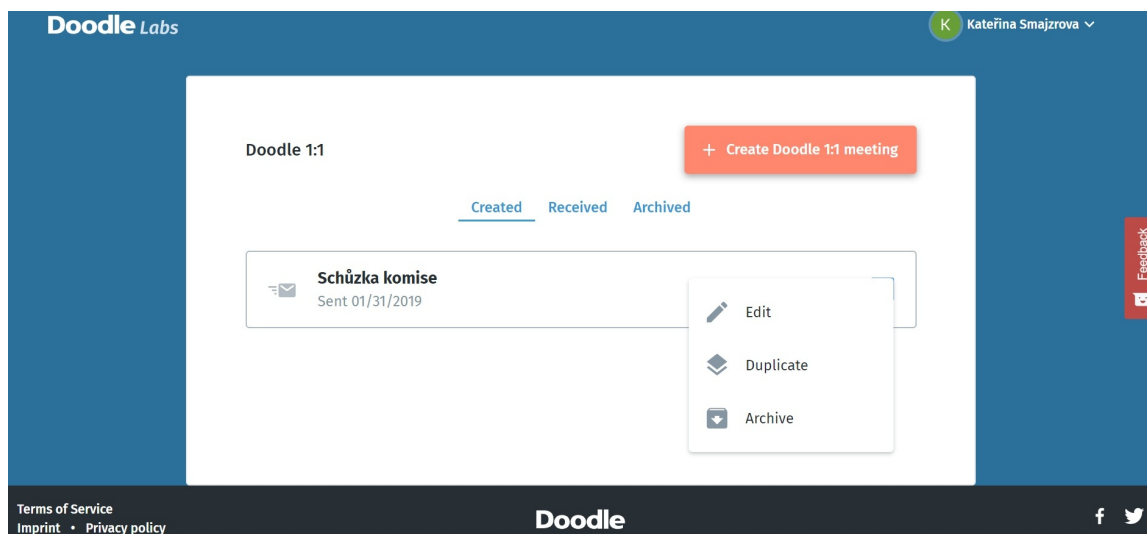 Doodle Labs
K Kateřina Smajzrova
Doodle 1:1
+ Create Doodle 1:1 meeting
Created Received Archived
Schůzka komise
Sent 01/31/2019
Edit
Duplicate
Archive
Feedback
Terms of Service
Imprint • Privacy policy
Doodle